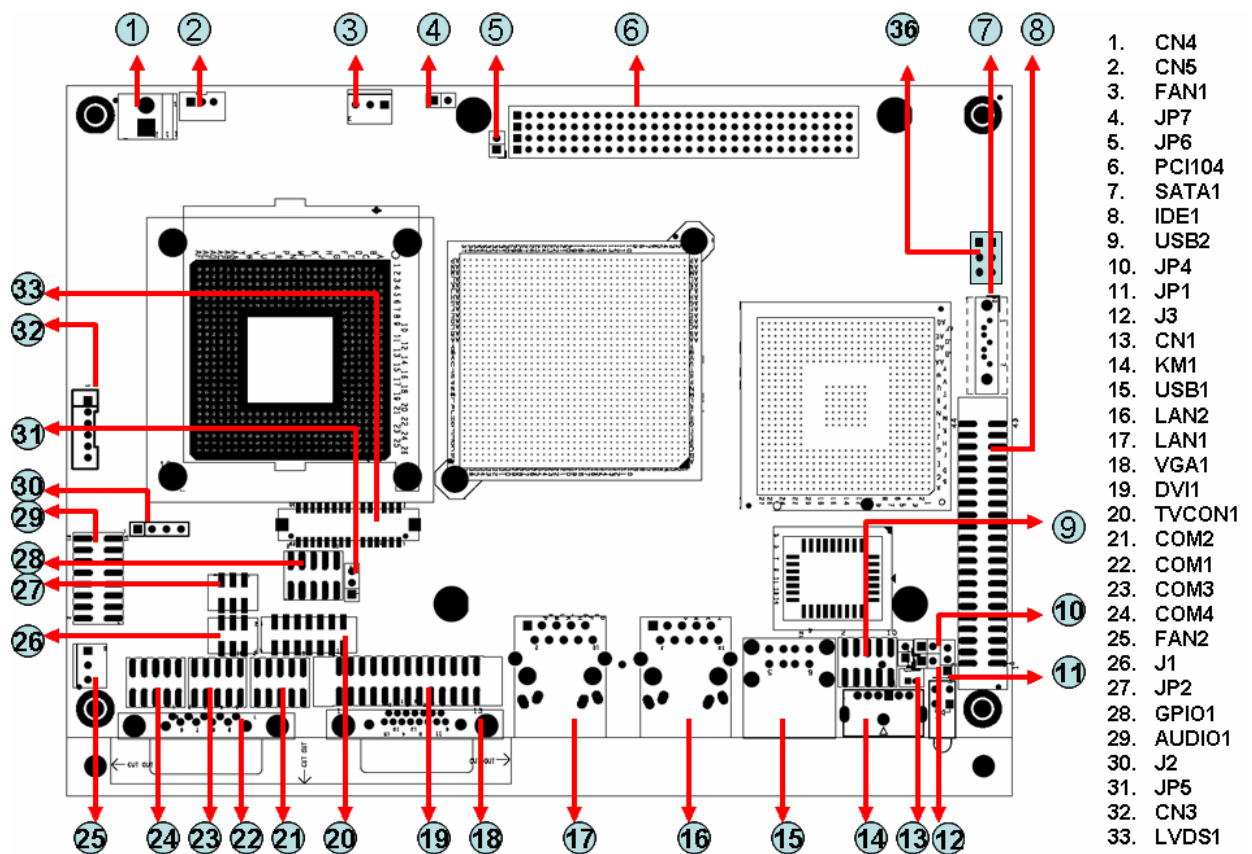 1
2
3
4
5
6
36
7
8
33
32
31
30
29
28
27
26
9
10
11
CUT OUT
CUT OUT
CUT OUT
25
24
23
22
21
20
19
18
17
16
15
14
13
12
1. CN4
2. CN5
3. FAN1
4. JP7
5. JP6
6. PCI104
7. SATA1
8. IDE1
9. USB2
10. JP4
11. JP1
12. J3
13. CN1
14. KM1
15. USB1
16. LAN2
17. LAN1
18. VGA1
19. DVI1
20. TVCON1
21. COM2
22. COM1
23. COM3
24. COM4
25. FAN2
26. J1
27. JP2
28. GPIO1
29. AUDIO1
30. J2
31. JP5
32. CN3
33. LVDS1